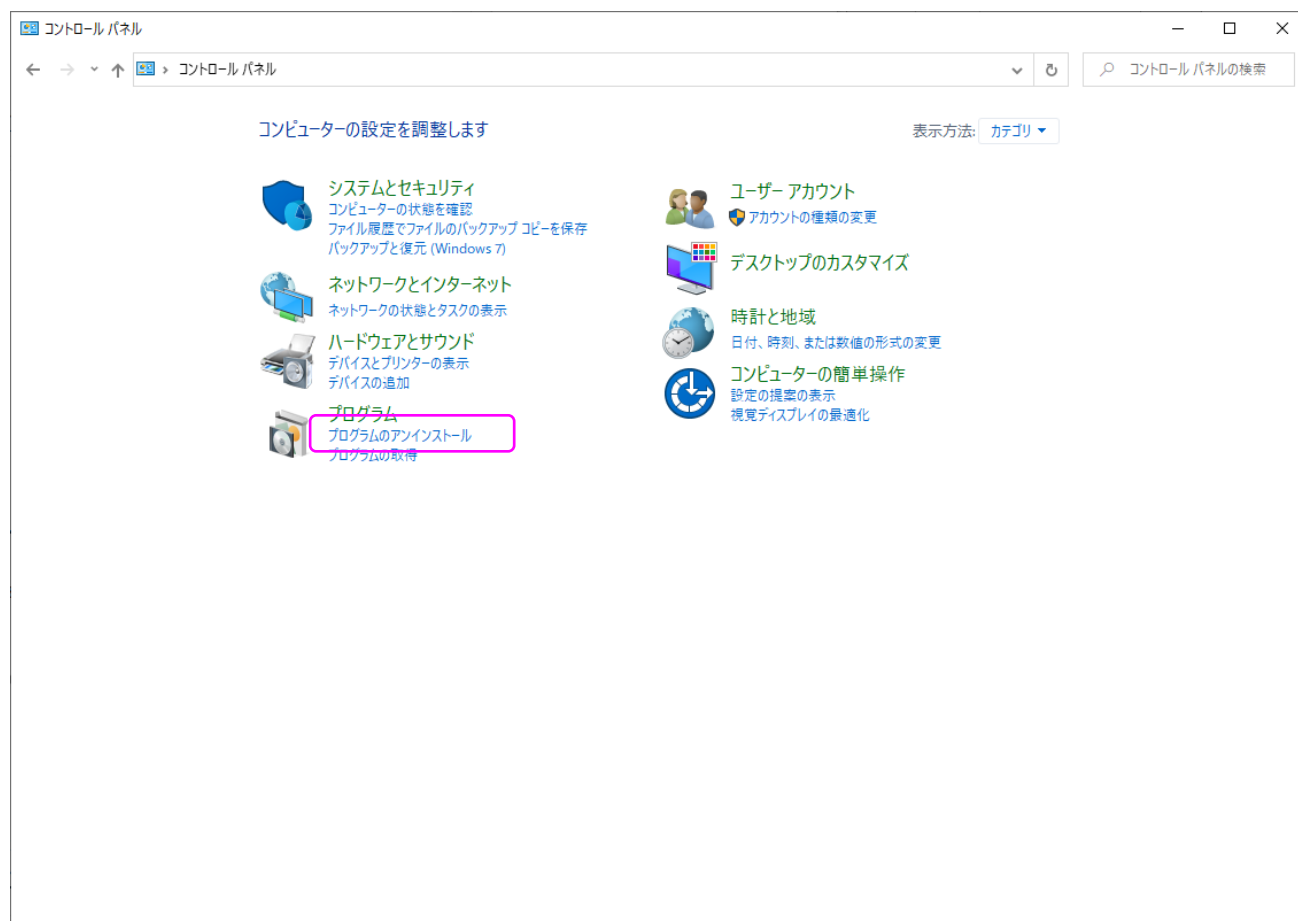 コントロール パネル
コントロール パネル
コントロール パネルの検索
コンピューターの設定を調整します
表示方法: カテゴリ
システムとセキュリティ
コンピューターの状態を確認
ファイル履歴でファイルのバックアップ コピーを保存
バックアップと復元 (Windows 7)
ネットワークとインターネット
ネットワークの状態とタスクの表示
ハードウェアとサウンド
デバイスとプリンターの表示
デバイスの追加
プログラム
プログラムのアンインストール
プログラムの取得
ユーザー アカウント
アカウントの種類の変更
デスクトップのカスタマイズ
時計と地域
日付、時刻、または数値の形式の変更
コンピューターの簡単操作
設定の提案の表示
視覚ディスプレイの最適化